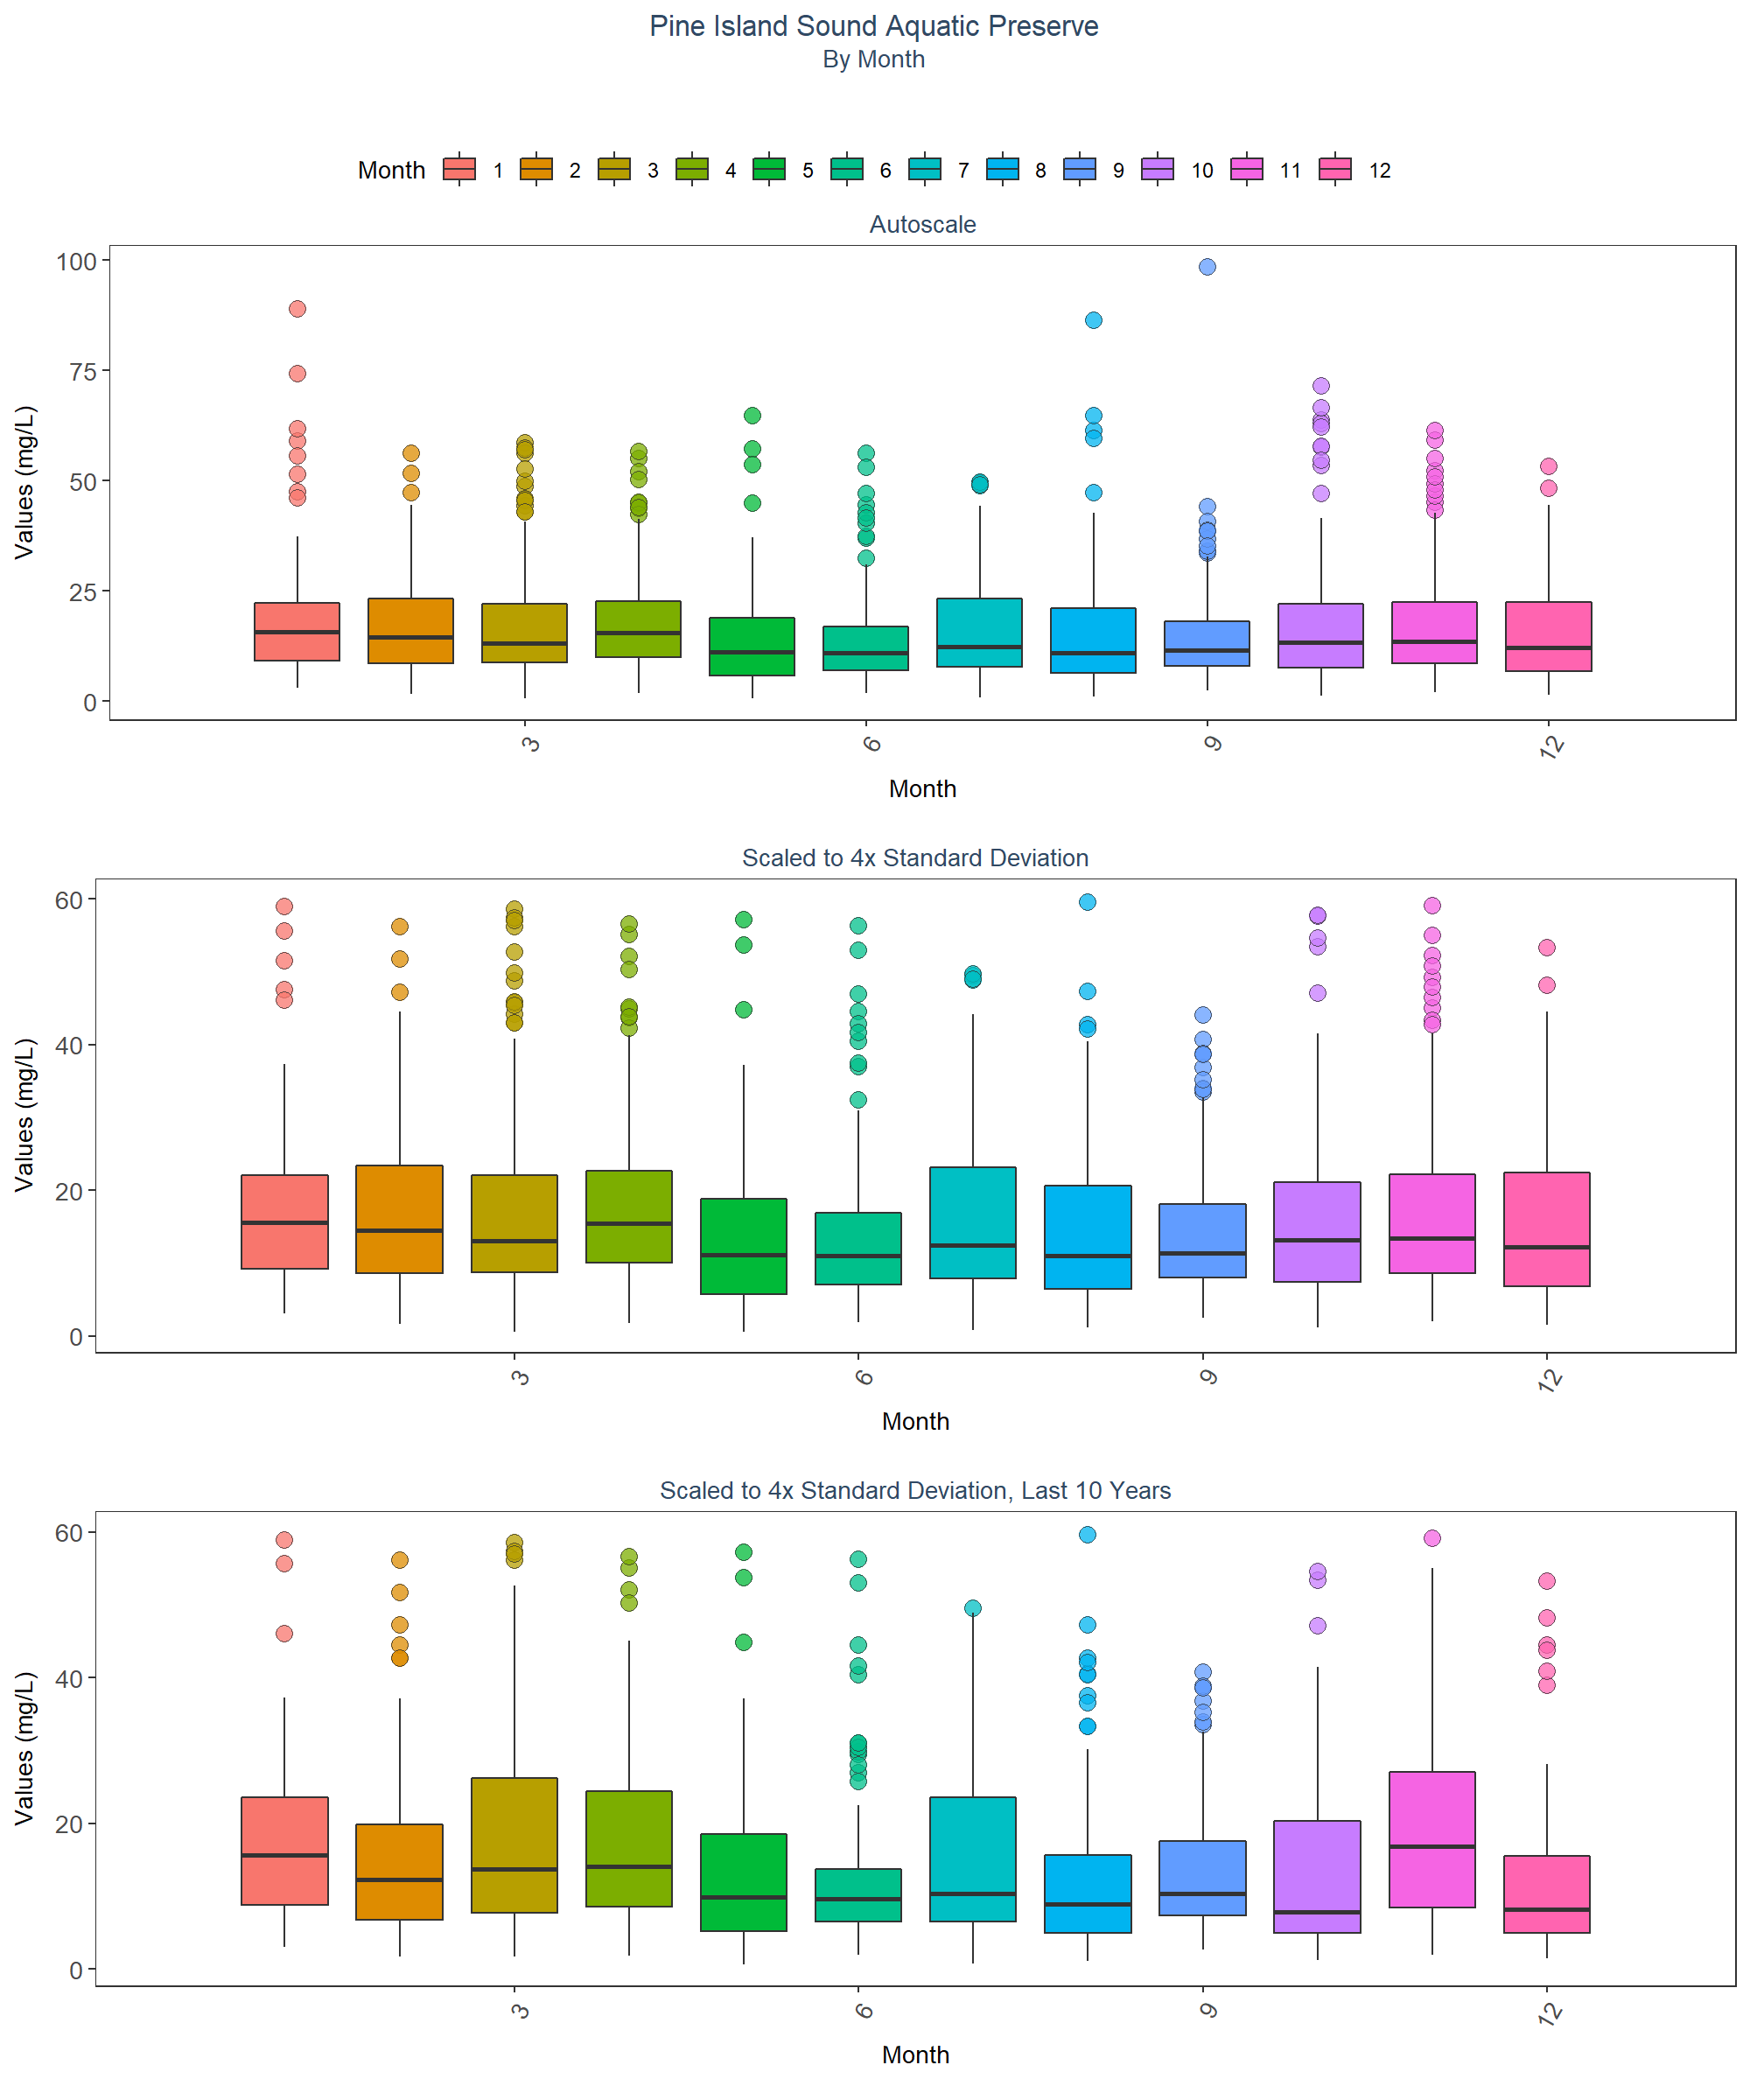 Pine Island Sound Aquatic Preserve
By Month
Month 1 2 3 4 5 6 7 8 9 10 11 12
Autoscale
Values (mg/L)
100
75
50
25
0
3 6 9 12
Month
Scaled to 4x Standard Deviation
Values (mg/L)
60
40
20
0
3 6 9 12
Month
Scaled to 4x Standard Deviation, Last 10 Years
Values (mg/L)
60
40
20
0
3 6 9 12
Month